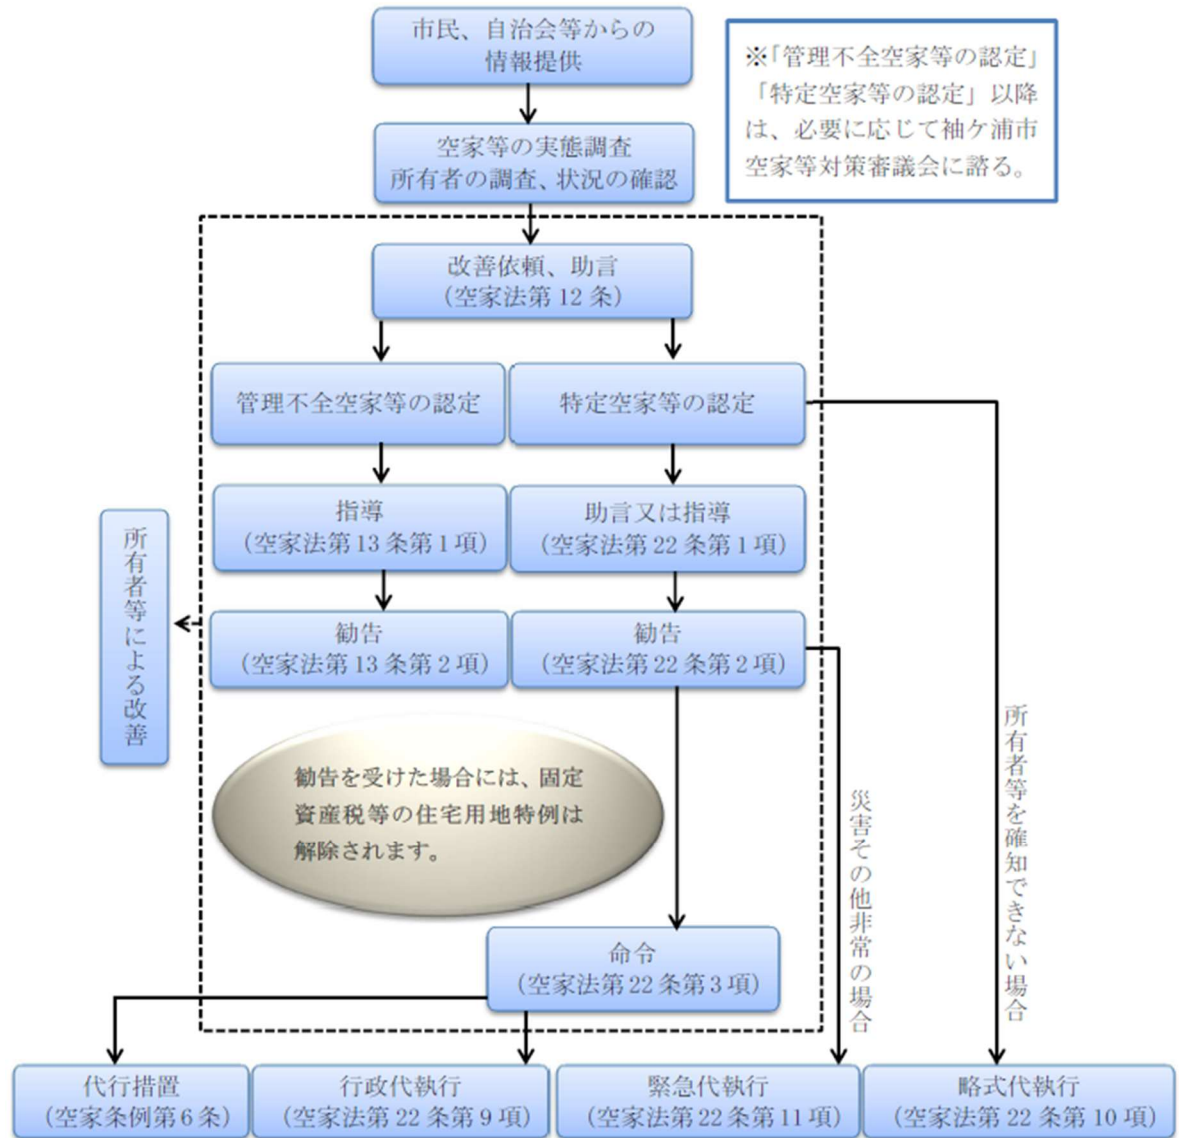 市民、自治会等からの
情報提供
※「管理不全空家等の認定」
「特定空家等の認定」以降
は、必要に応じて袖ケ浦市
空家等対策審議会に諮る。
空家等の実態調査
所有者の調査、状況の確認
改善依頼、助言
（空家法第12条）
管理不全空家等の認定
特定空家等の認定
指導
（空家法第13条第1項）
助言又は指導
（空家法第22条第1項）
所有者等による改善
勧告
（空家法第13条第2項）
勧告
（空家法第22条第2項）
勧告を受けた場合には、固定
資産税等の住宅用地特例は
解除されます。
災害その他非常の場合
所有者等を確知できない場合
命令
（空家法第22条第3項）
代行措置
（空家条例第6条）
行政代執行
（空家法第22条第9項）
緊急代執行
（空家法第22条第11項）
略式代執行
（空家法第22条第10項）